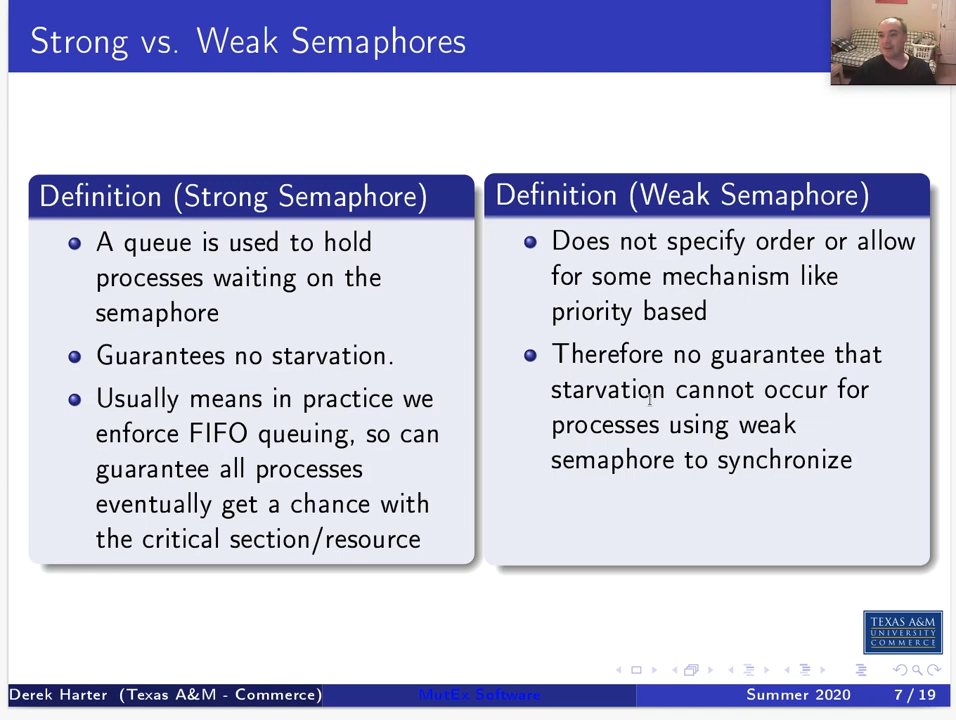 Strong vs. Weak Semaphores
Definition (Strong Semaphore)
A queue is used to hold
processes waiting on the
semaphore
Guarantees no starvation.
Usually means in practice we
enforce FIFO queuing, so can
guarantee all processes
eventually get a chance with
the critical section/resource
Definition (Weak Semaphore)
Does not specify order or allow
for some mechanism like
priority based
Therefore no guarantee that
starvation cannot occur for
processes using weak
semaphore to synchronize
TEXAS A&M
UNIVERSITY
COMMERCE
Derek Harter (Texas A&M - Commerce)
MutEx Software
Summer 2020
7 / 19